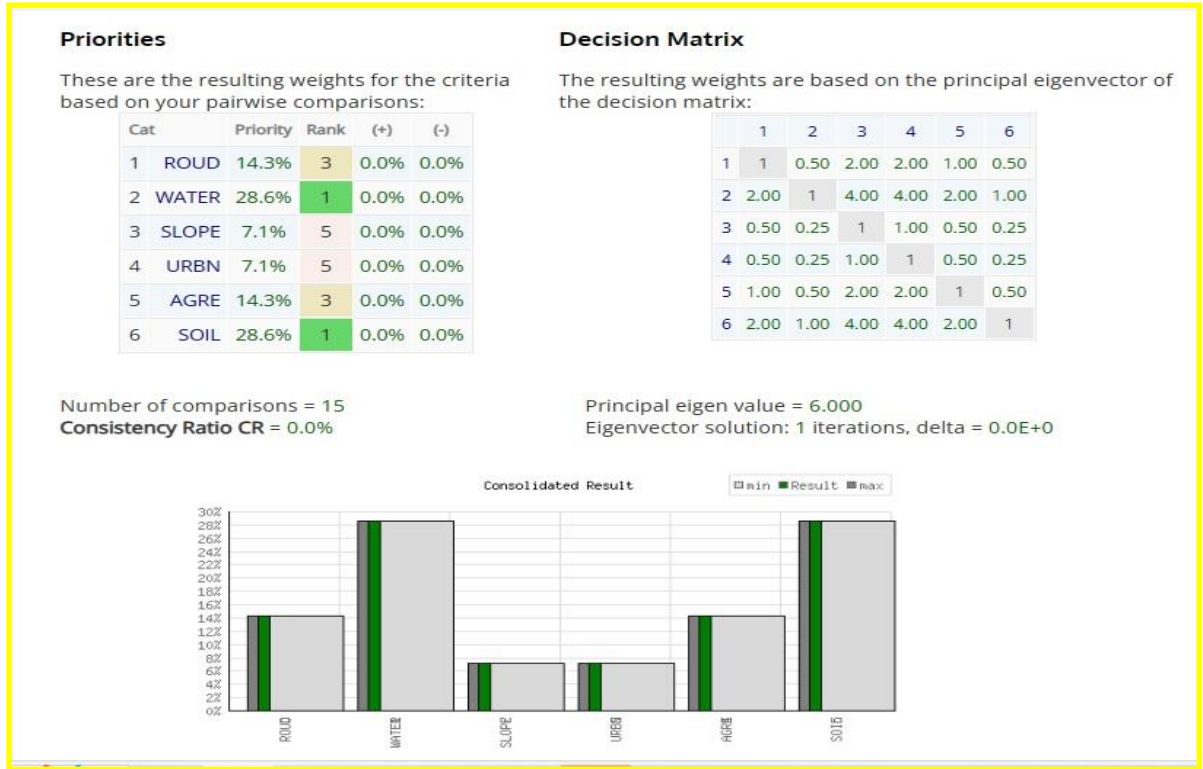 Priorities
These are the resulting weights for the criteria
based on your pairwise comparisons:
Cat Priority Rank (+) (-)
1 ROUD 14.3% 3 0.0% 0.0%
2 WATER 28.6% 1 0.0% 0.0%
3 SLOPE 7.1% 5 0.0% 0.0%
4 URBN 7.1% 5 0.0% 0.0%
5 AGRE 14.3% 3 0.0% 0.0%
6 SOIL 28.6% 1 0.0% 0.0%
Number of comparisons = 15
Consistency Ratio CR = 0.0%
Decision Matrix
The resulting weights are based on the principal eigenvector of
the decision matrix:
1 2 3 4 5 6
1 1 0.50 2.00 2.00 1.00 0.50
2 2.00 1 4.00 4.00 2.00 1.00
3 0.50 0.25 1 1.00 0.50 0.25
4 0.50 0.25 1.00 1 0.50 0.25
5 1.00 0.50 2.00 2.00 1 0.50
6 2.00 1.00 4.00 4.00 2.00 1
Principal eigen value = 6.000
Eigenvector solution: 1 iterations, delta = 0.0E+0
Consolidated Result
min Result max
30%
28%
26%
24%
22%
20%
18%
16%
14%
12%
10%
8%
6%
4%
2%
0%
ROUD
WATER
SLOPE
URBN